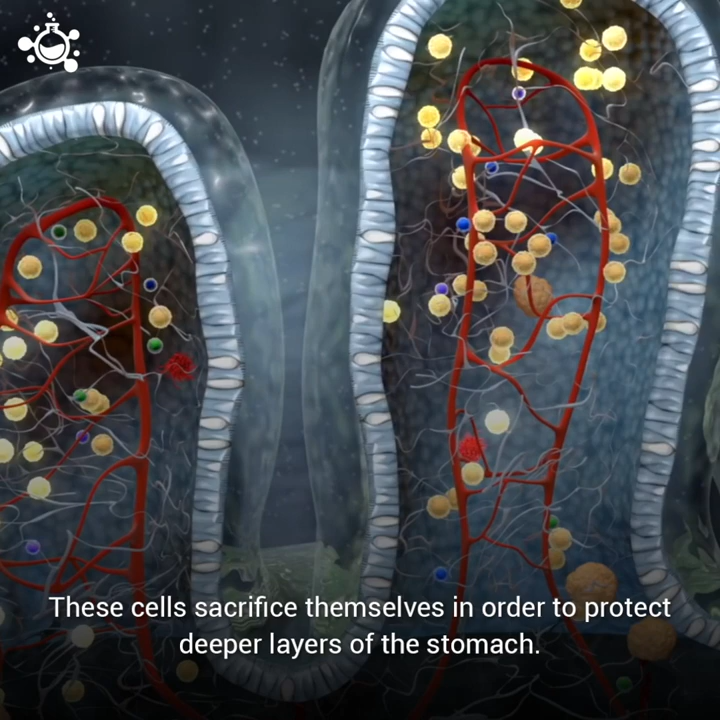 These cells sacrifice themselves in order to protect
deeper layers of the stomach.